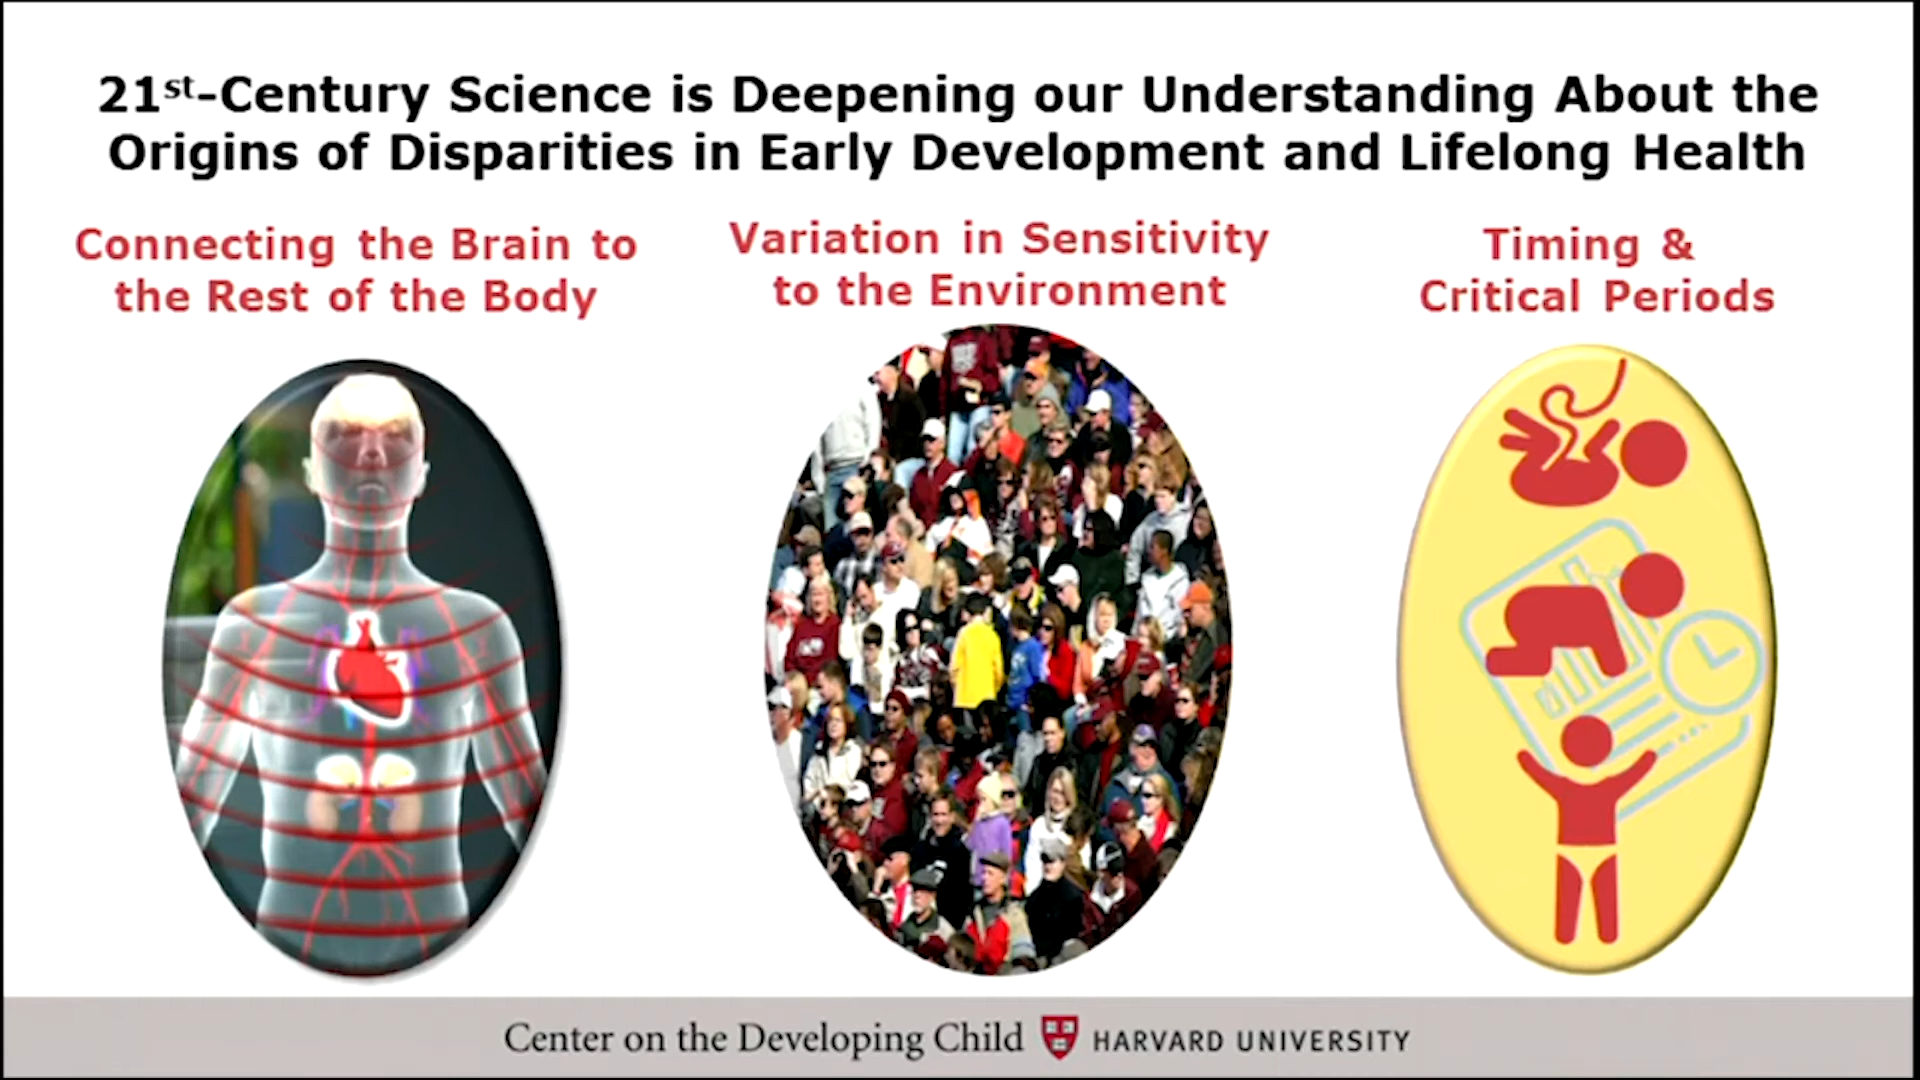 21st-Century Science is Deepening our Understanding About the
Origins of Disparities in Early Development and Lifelong Health
Connecting the Brain to
the Rest of the Body
Variation in Sensitivity
to the Environment
Timing &
Critical Periods
Center on the Developing Child HARVARD UNIVERSITY